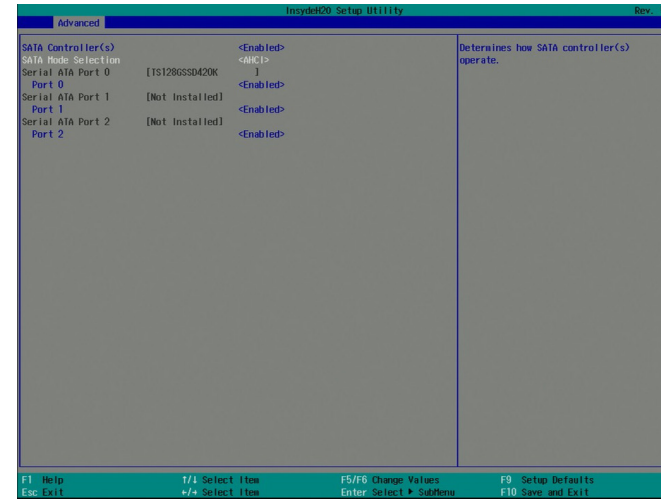 InsydeH20 Setup Utility Rev.
Advanced
SATA Controller(s) <Enabled>
SATA Mode Selection <AHCI>
Serial ATA Port 0 [TS128GSSD420K ]
Port 0 <Enabled>
Serial ATA Port 1 [Not Installed]
Port 1 <Enabled>
Serial ATA Port 2 [Not Installed]
Port 2 <Enabled>
Determines how SATA controller(s)
operate.
F1 Help ↑/↓ Select Item F5/F6 Change Values F9 Setup Defaults
Esc Exit ←/→ Select Item Enter Select ▶ SubMenu F10 Save and Exit